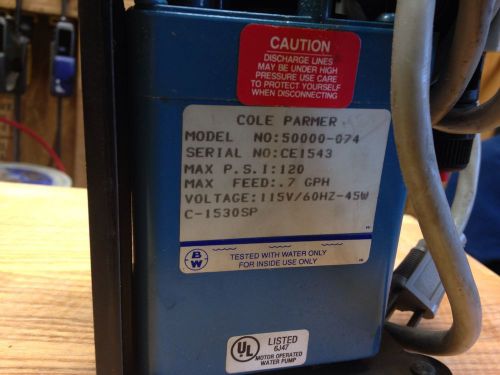 CAUTION
DISCHARGE LINES
MAY BE UNDER HIGH
PRESSURE USE CARE
TO PROTECT YOURSELF
WHEN DISCONNECTING
COLE PARMER
MODEL NO:50000-074
SERIAL NO:CE1543
MAX P.S.I:120
MAX FEED:.7 GPH
VOLTAGE:115V/60HZ-45W
C-1530SP
B W
TESTED WITH WATER ONLY
FOR INSIDE USE ONLY
UL
LISTED
6J47
MOTOR OPERATED
WATER PUMP